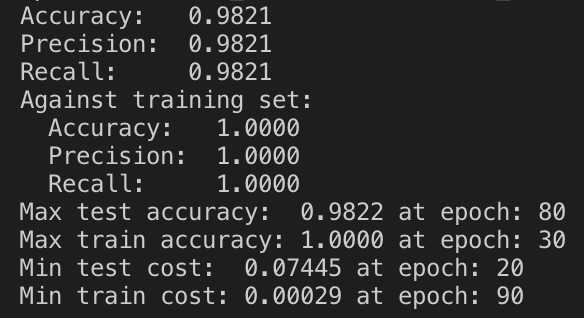 Accuracy:   0.9821
Precision:  0.9821
Recall:     0.9821
Against training set:
  Accuracy:   1.0000
  Precision:  1.0000
  Recall:     1.0000
Max test accuracy:  0.9822 at epoch: 80
Max train accuracy: 1.0000 at epoch: 30
Min test cost:  0.07445 at epoch: 20
Min train cost: 0.00029 at epoch: 90